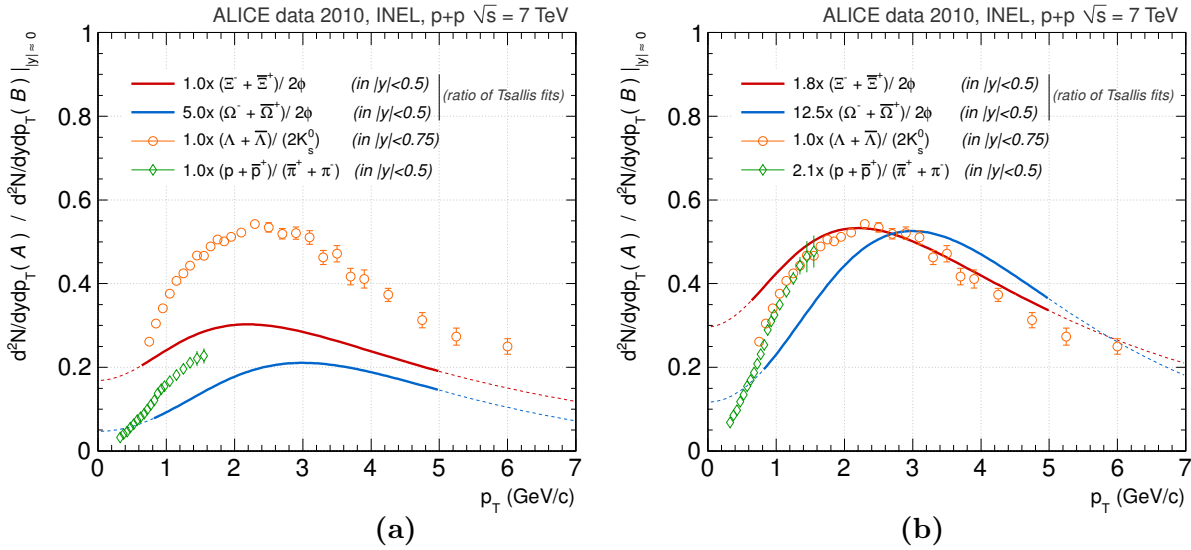 ALICE data 2010, INEL, p+p √s = 7 TeV
d²N/dydp_T( A ) / d²N/dydp_T( B ) |_|y| ≈ 0
1
0.8
0.6
0.4
0.2
0
1.0x (Ξ⁻ + Ξ̅⁺)/ 2ϕ (in |y|<0.5)
5.0x (Ω⁻ + Ω̅⁺)/ 2ϕ (in |y|<0.5)
(ratio of Tsallis fits)
1.0x (Λ + Λ̅)/ (2K⁰_s) (in |y|<0.75)
1.0x (p + p̅⁺)/ (π̅⁺ + π⁻) (in |y|<0.5)
0 1 2 3 4 5 6 7
p_T (GeV/c)
(a)
ALICE data 2010, INEL, p+p √s = 7 TeV
d²N/dydp_T( A ) / d²N/dydp_T( B ) |_|y| ≈ 0
1
0.8
0.6
0.4
0.2
0
1.8x (Ξ⁻ + Ξ̅⁺)/ 2ϕ (in |y|<0.5)
12.5x (Ω⁻ + Ω̅⁺)/ 2ϕ (in |y|<0.5)
(ratio of Tsallis fits)
1.0x (Λ + Λ̅)/ (2K⁰_s) (in |y|<0.75)
2.1x (p + p̅⁺)/ (π̅⁺ + π⁻) (in |y|<0.5)
0 1 2 3 4 5 6 7
p_T (GeV/c)
(b)